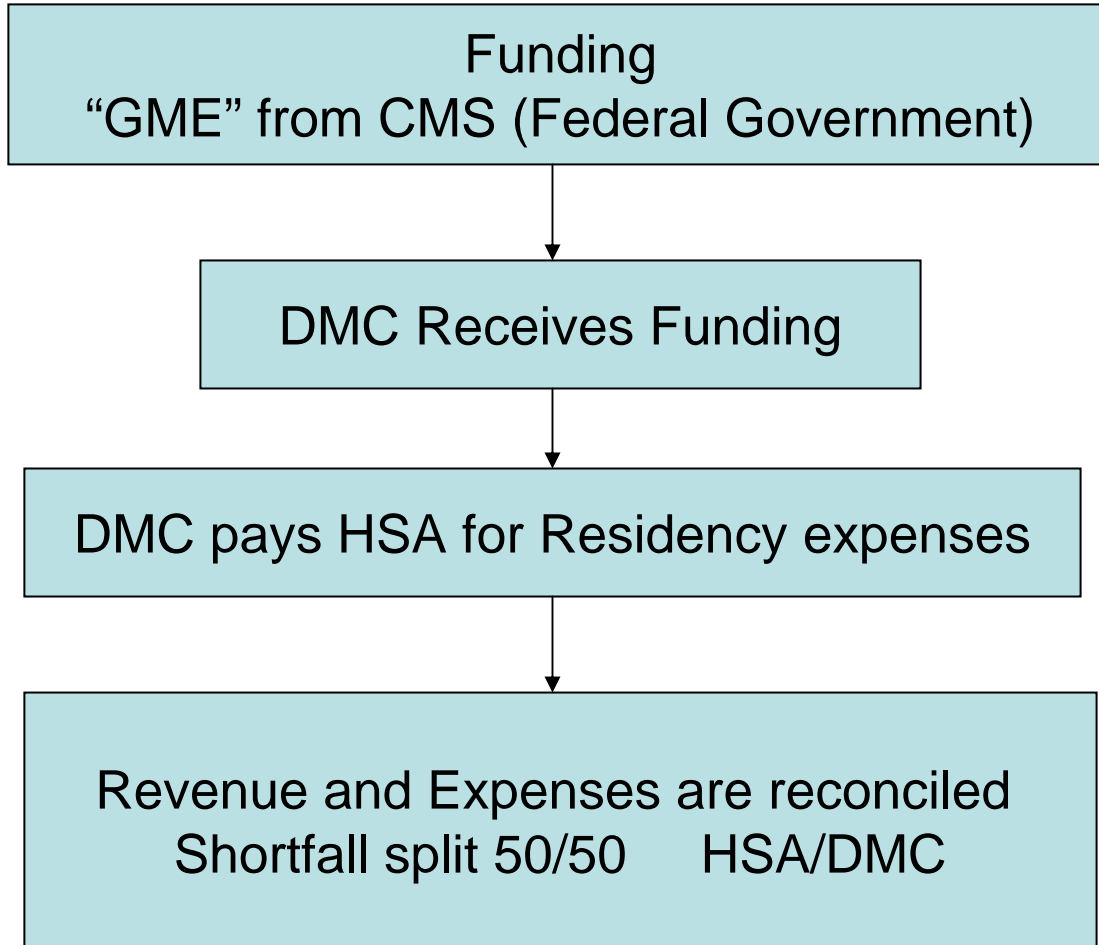 Funding
“GME” from CMS (Federal Government)
DMC Receives Funding
DMC pays HSA for Residency expenses
Revenue and Expenses are reconciled
Shortfall split 50/50 HSA/DMC